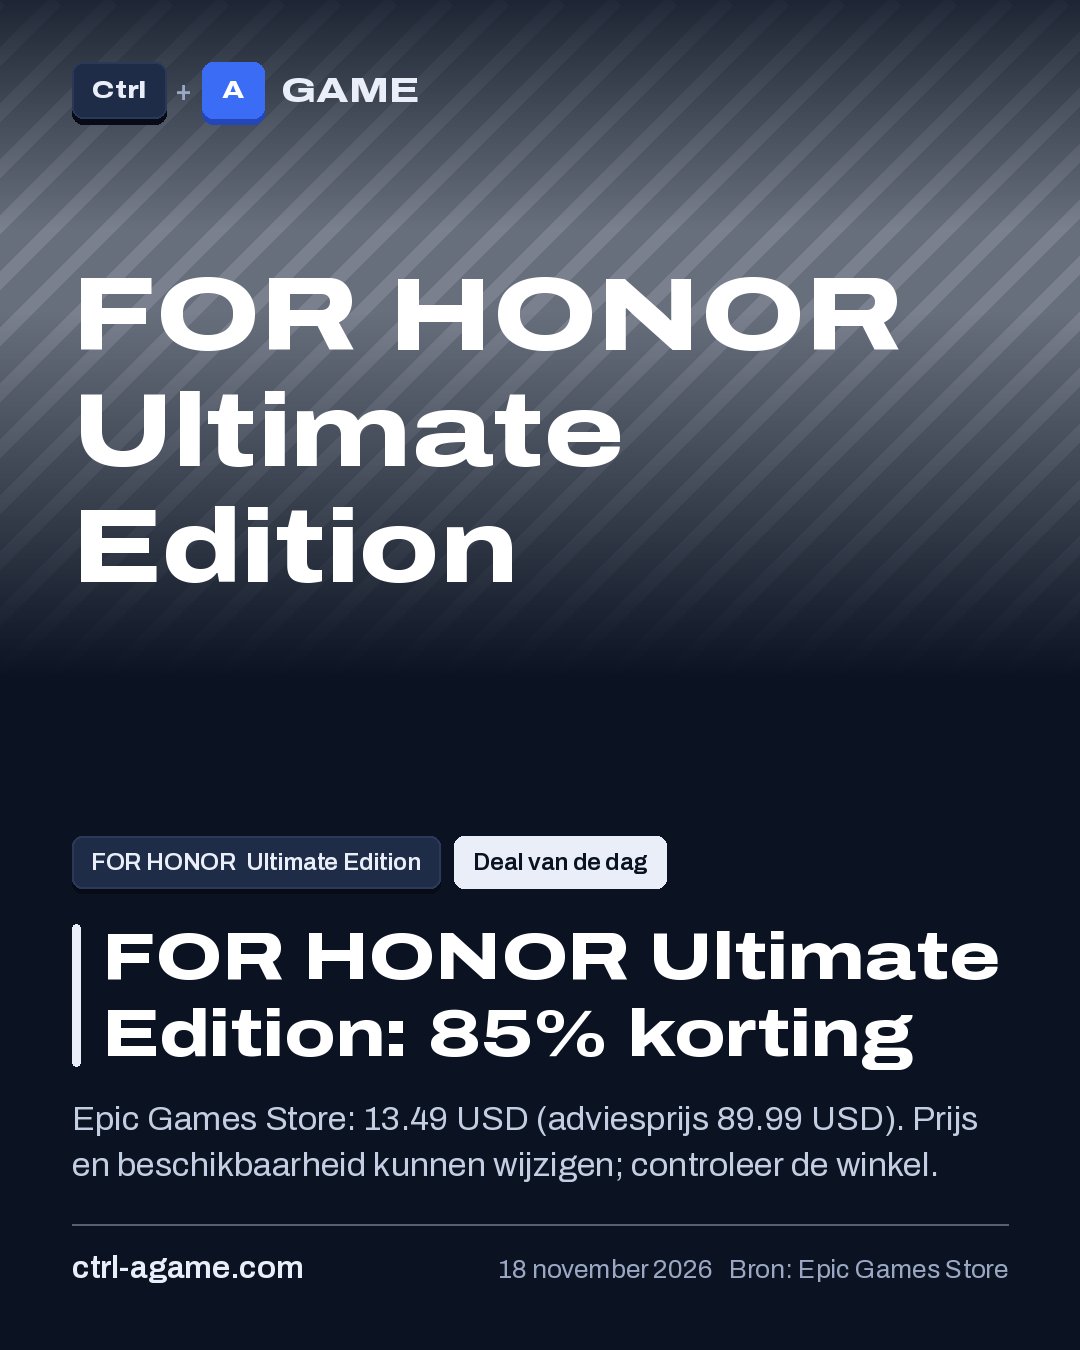 Ctrl + A GAME
FOR HONOR
Ultimate
Edition
FOR HONOR Ultimate Edition
Deal van de dag
FOR HONOR Ultimate
Edition: 85% korting
Epic Games Store: 13.49 USD (adviesprijs 89.99 USD). Prijs
en beschikbaarheid kunnen wijzigen; controleer de winkel.
ctrl-agame.com
18 november 2026 Bron: Epic Games Store